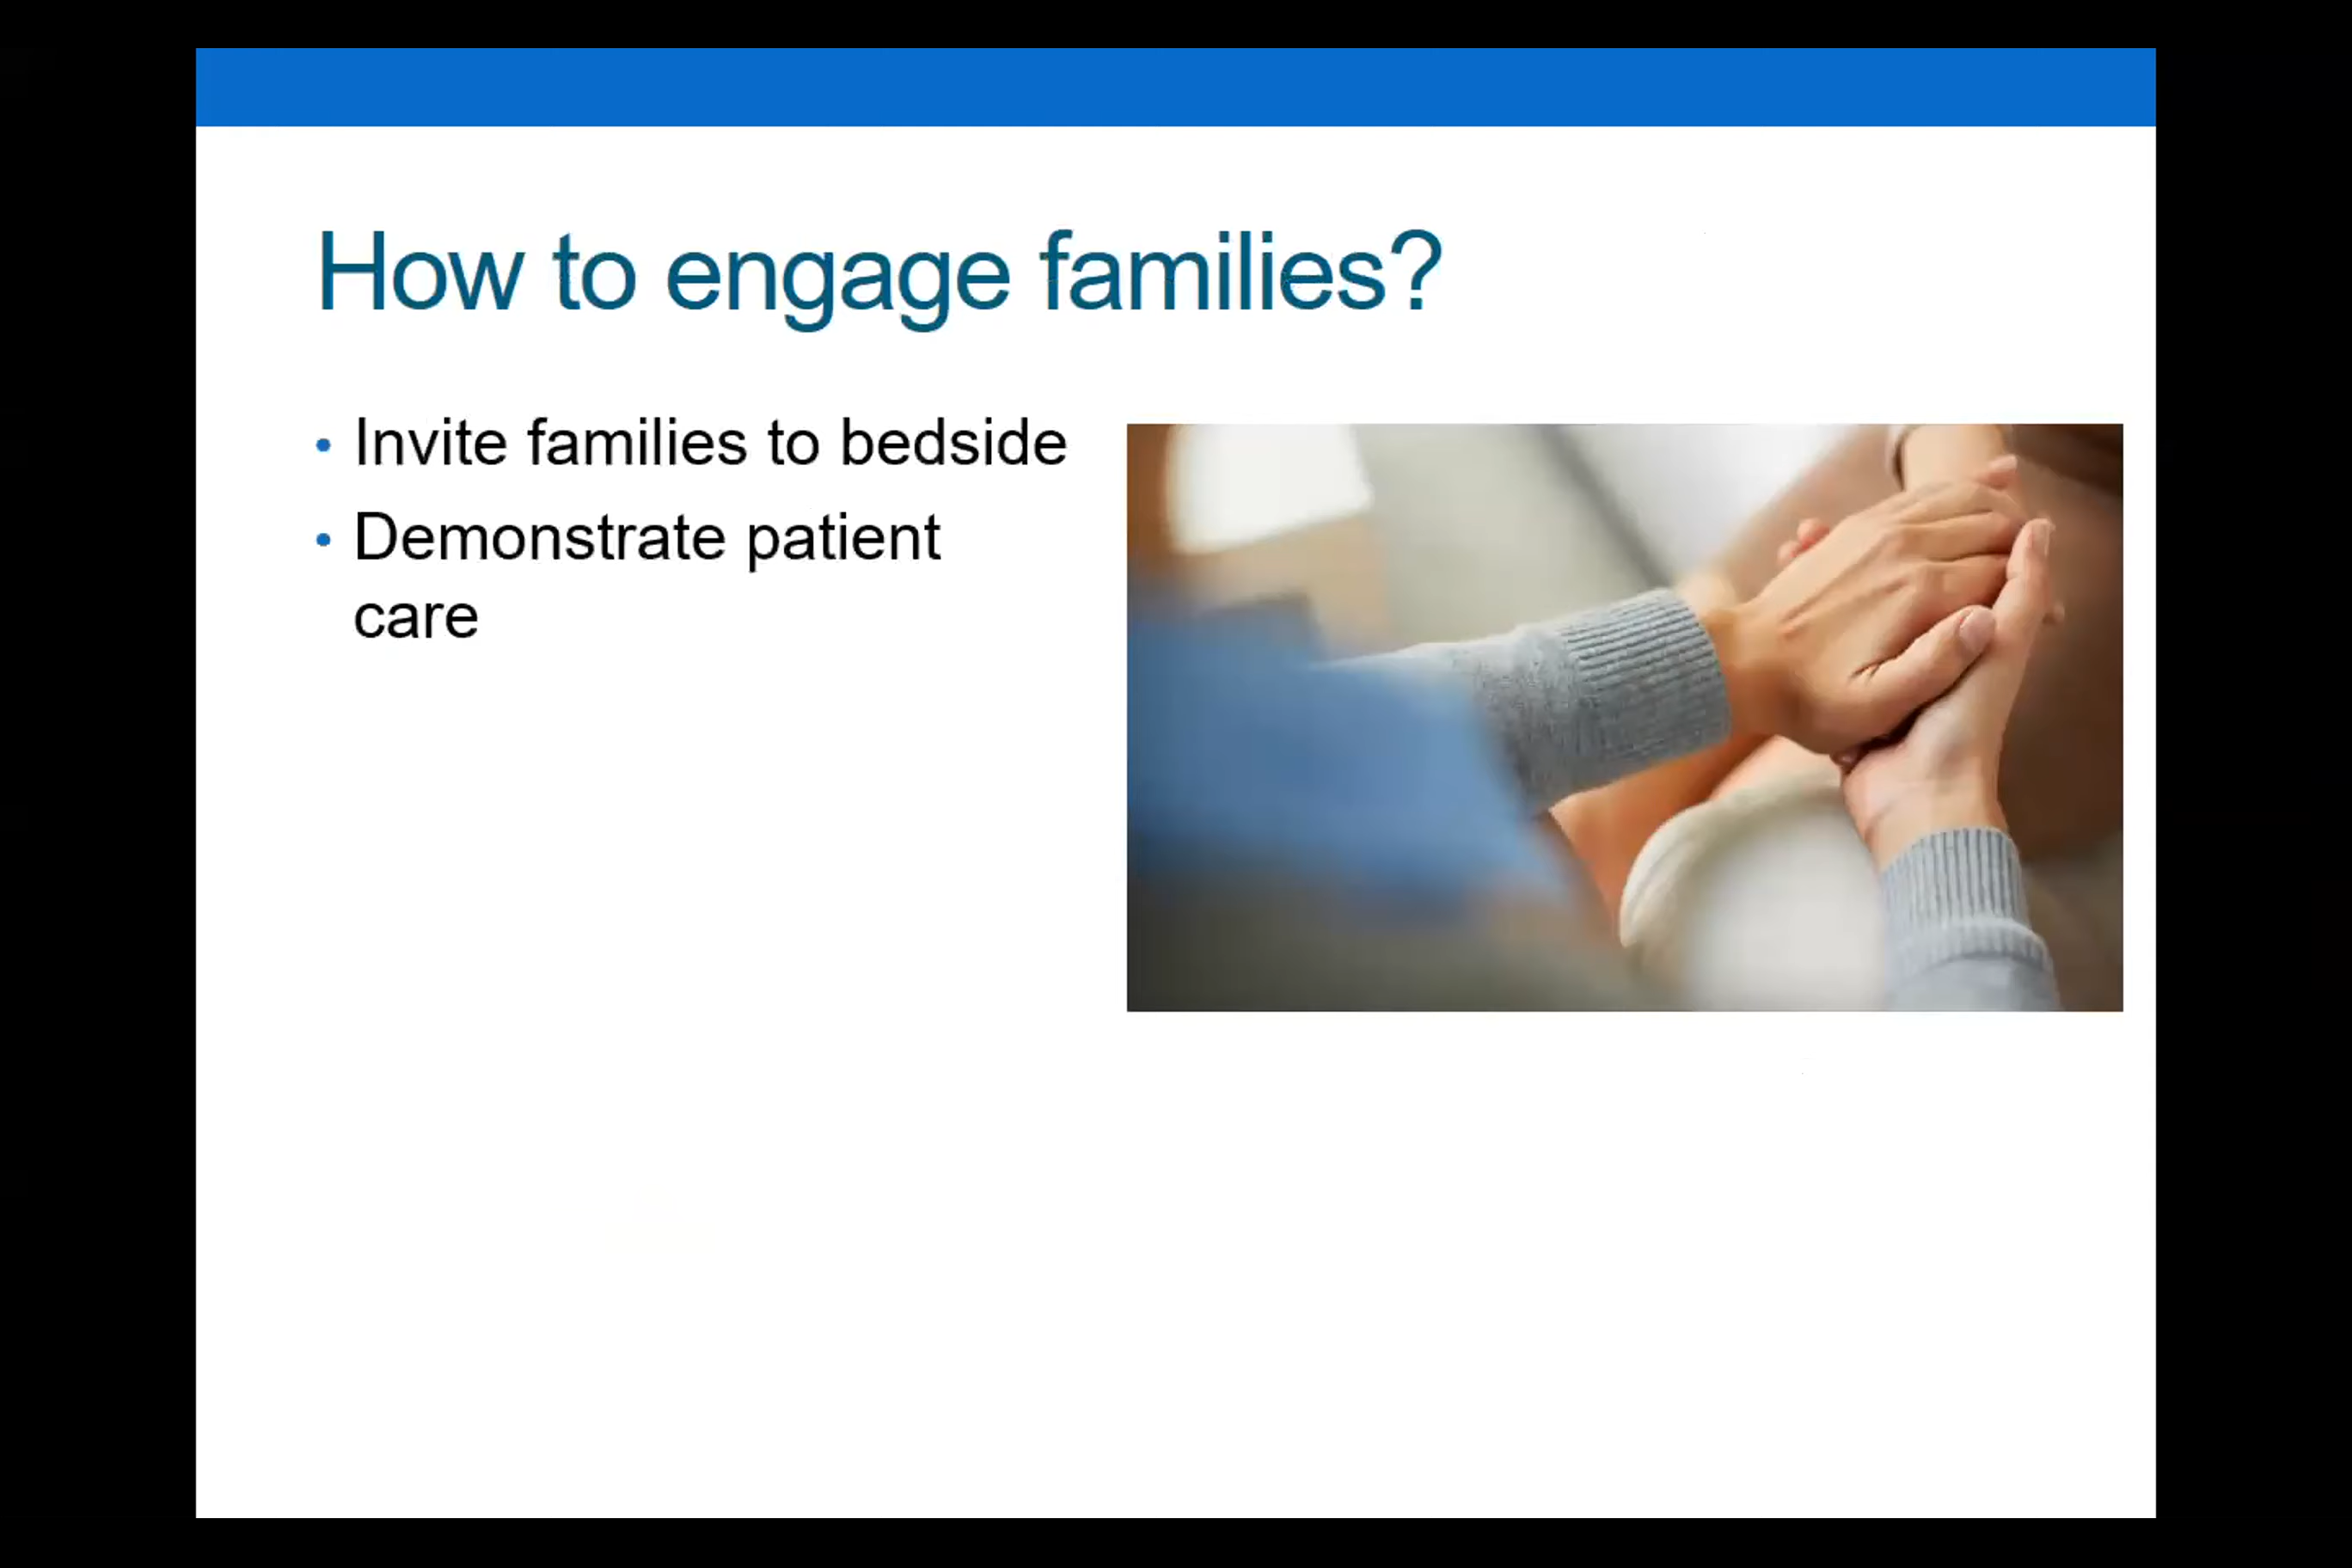 How to engage families?
• Invite families to bedside
• Demonstrate patient
care